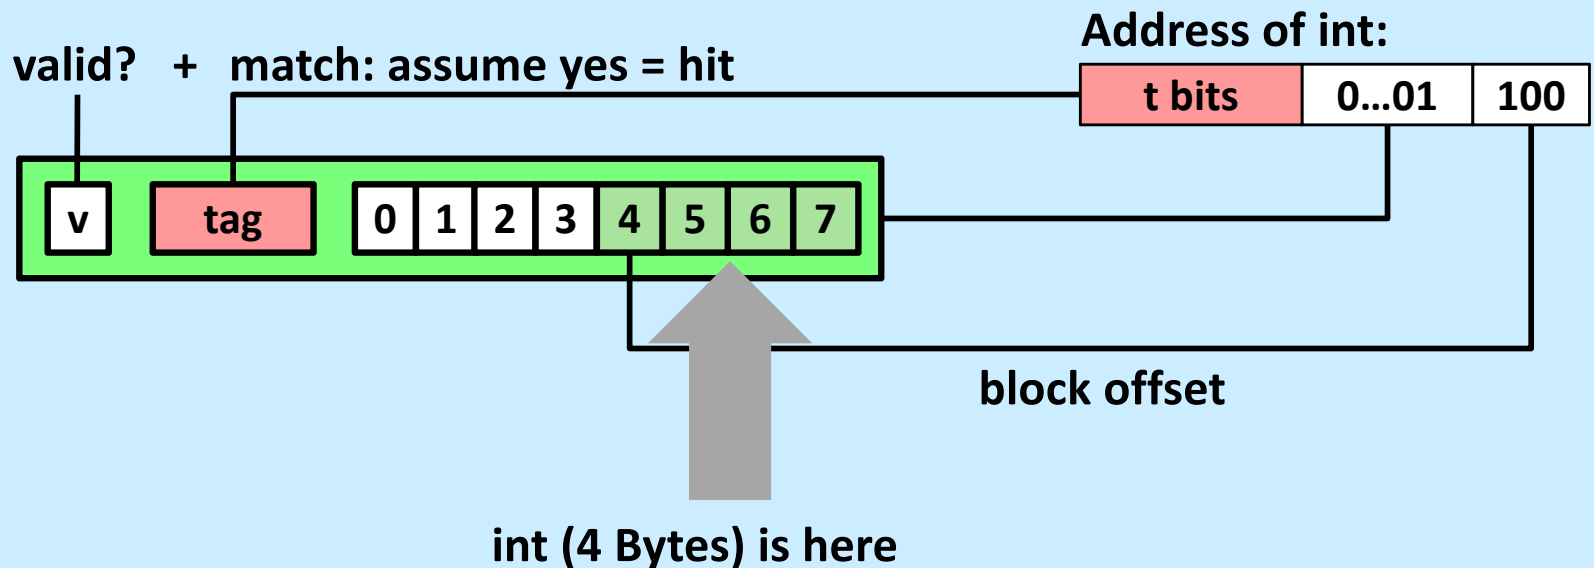 Address of int:
valid? + match: assume yes = hit
t bits 0...01 100
v tag 0 1 2 3 4 5 6 7
block offset
int (4 Bytes) is here